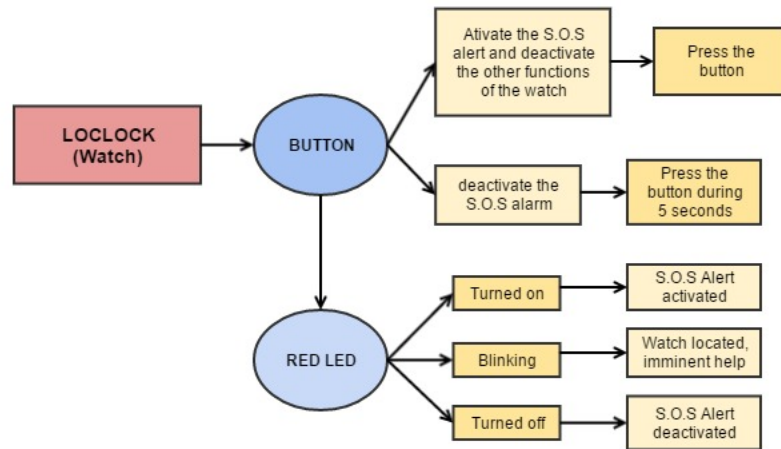 Ativate the S.O.S
alert and deactivate
the other functions
of the watch
Press the
button
LOCLOCK
(Watch)
BUTTON
deactivate the
S.O.S alarm
Press the
button during
5 seconds
RED LED
Turned on
S.O.S Alert
activated
Blinking
Watch located,
imminent help
Turned off
S.O.S Alert
deactivated